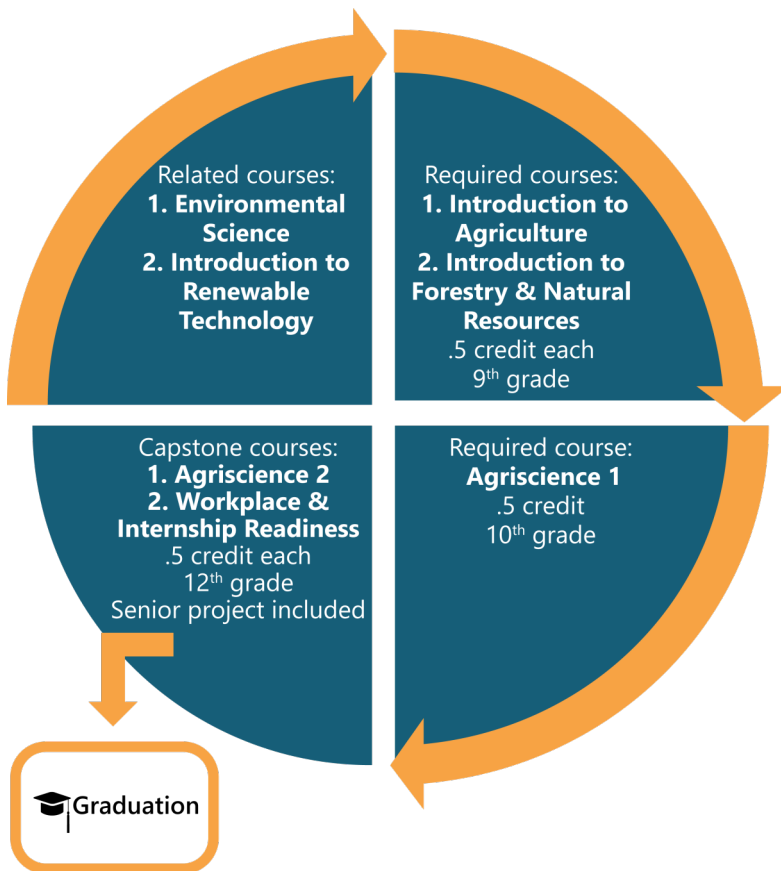 Related courses:
1. Environmental
Science
2. Introduction to
Renewable
Technology
Required courses:
1. Introduction to
Agriculture
2. Introduction to
Forestry & Natural
Resources
.5 credit each
9th grade
Required course:
Agriscience 1
.5 credit
10th grade
Capstone courses:
1. Agriscience 2
2. Workplace &
Internship Readiness
.5 credit each
12th grade
Senior project included
Graduation